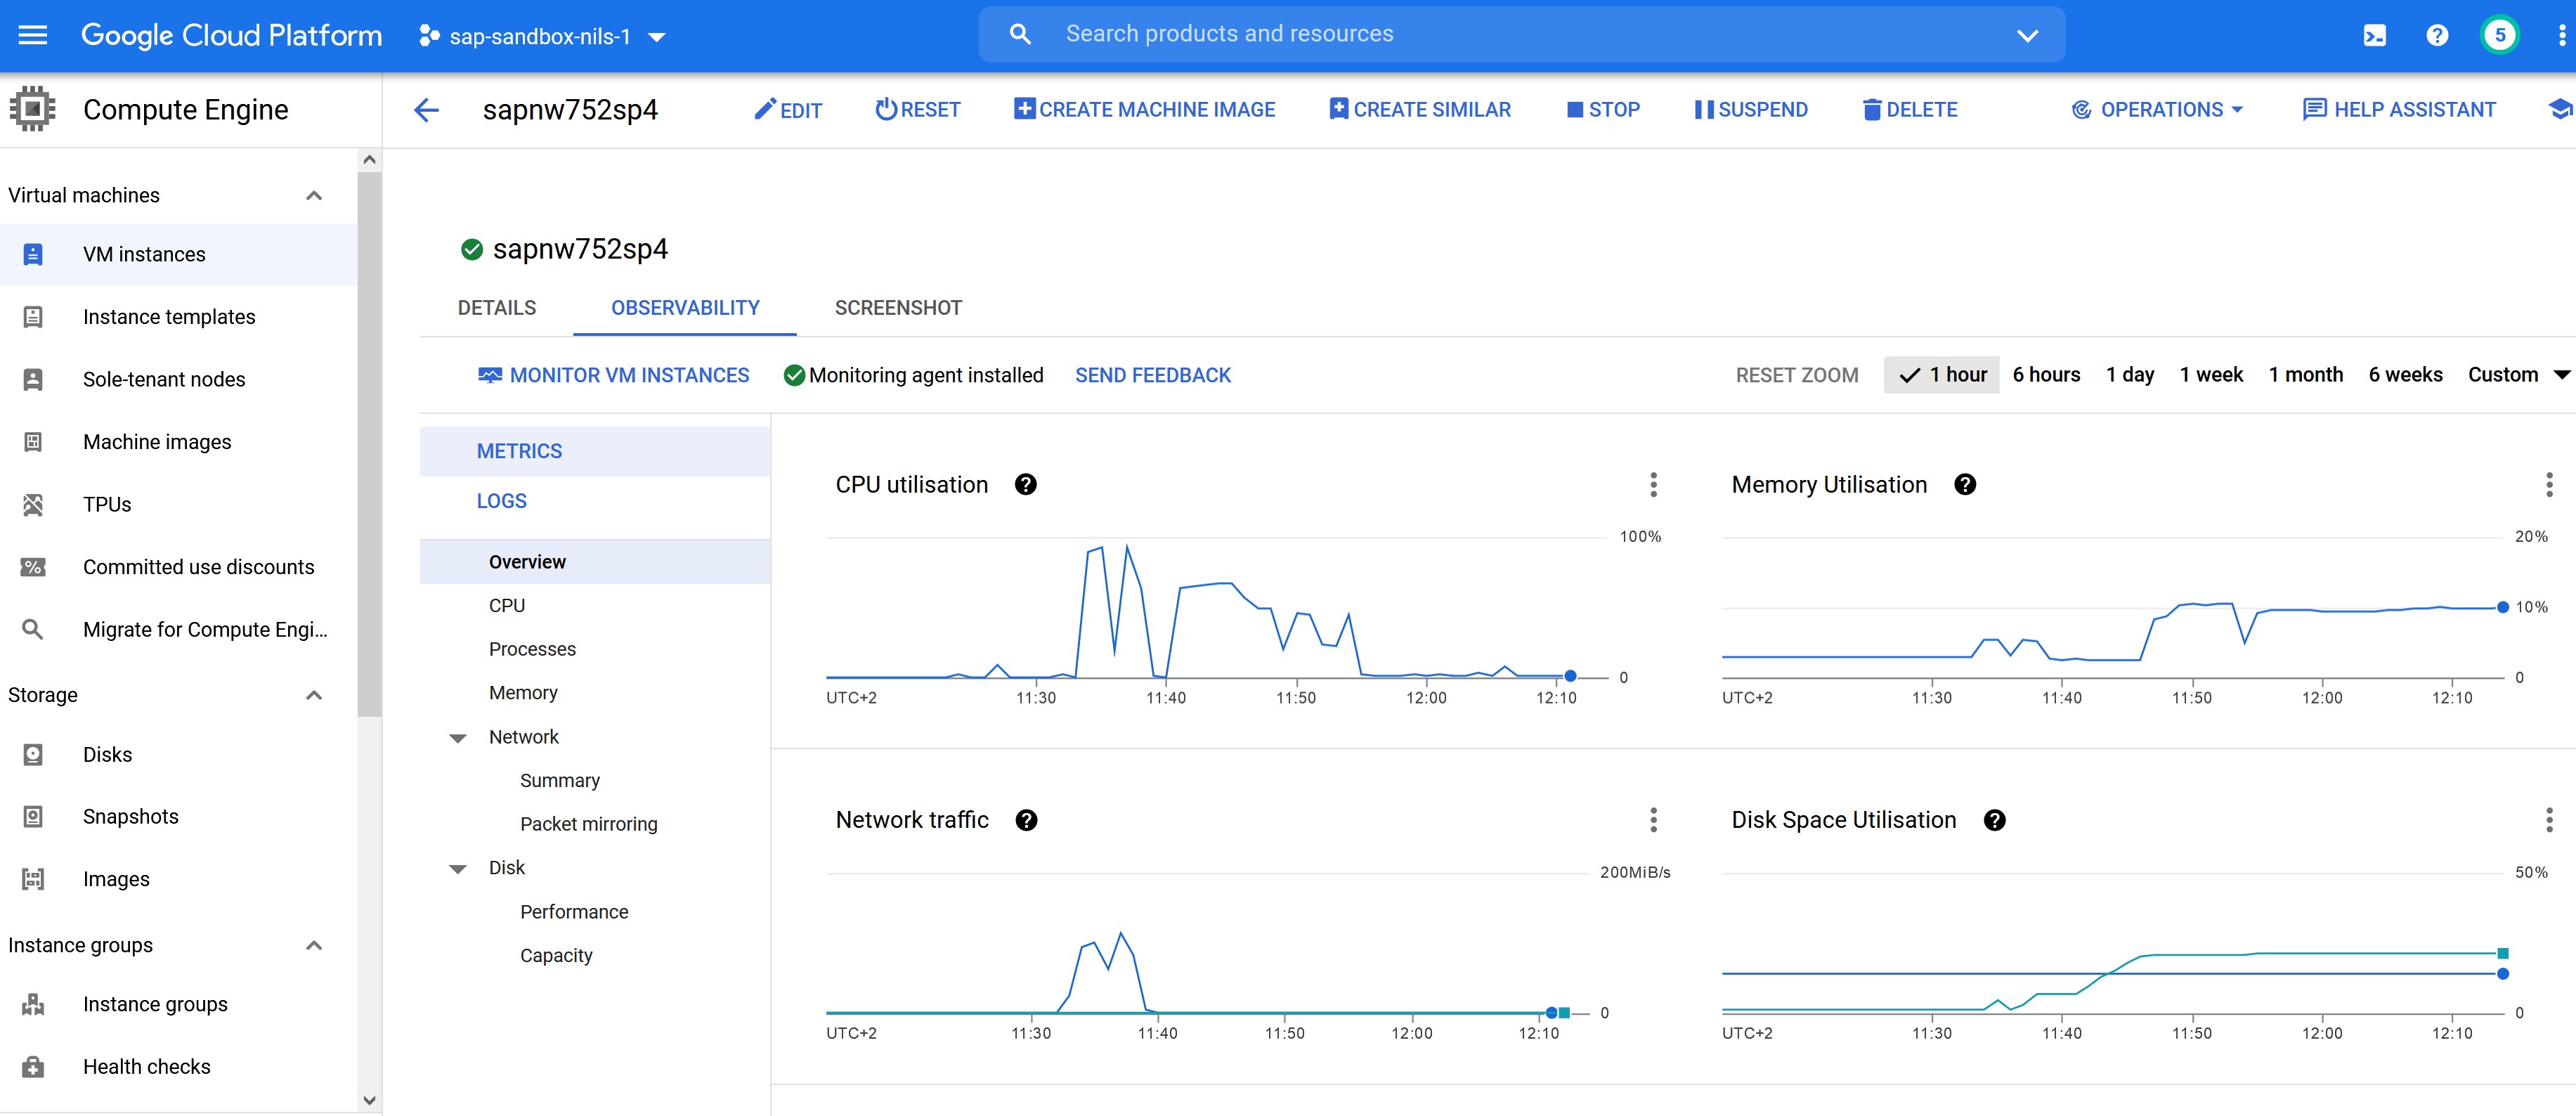 Google Cloud Platform
sap-sandbox-nils-1
Search products and resources
5
Compute Engine
sapnw752sp4
EDIT
RESET
CREATE MACHINE IMAGE
CREATE SIMILAR
STOP
SUSPEND
DELETE
OPERATIONS
HELP ASSISTANT
Virtual machines
VM instances
Instance templates
Sole-tenant nodes
Machine images
TPUs
Committed use discounts
Migrate for Compute Engi...
Storage
Disks
Snapshots
Images
Instance groups
Instance groups
Health checks
sapnw752sp4
DETAILS
OBSERVABILITY
SCREENSHOT
MONITOR VM INSTANCES
Monitoring agent installed
SEND FEEDBACK
RESET ZOOM
1 hour
6 hours
1 day
1 week
1 month
6 weeks
Custom
METRICS
LOGS
Overview
CPU
Processes
Memory
Network
Summary
Packet mirroring
Disk
Performance
Capacity
CPU utilisation
100%
0
UTC+2 11:30 11:40 11:50 12:00 12:10
Memory Utilisation
20%
10%
0
UTC+2 11:30 11:40 11:50 12:00 12:10
Network traffic
200MiB/s
0
UTC+2 11:30 11:40 11:50 12:00 12:10
Disk Space Utilisation
50%
0
UTC+2 11:30 11:40 11:50 12:00 12:10